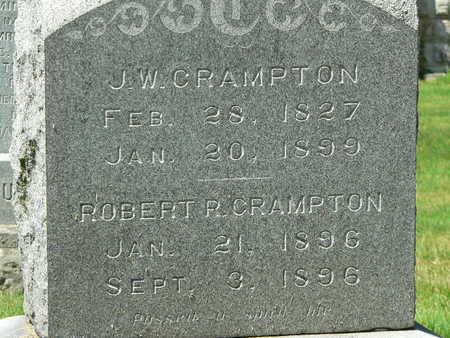 C
J.W. CRAMPTON
FEB. 28, 1827
JAN. 20, 1899
ROBERT R. CRAMPTON
JAN. 21, 1896
SEPT. 3, 1896
U